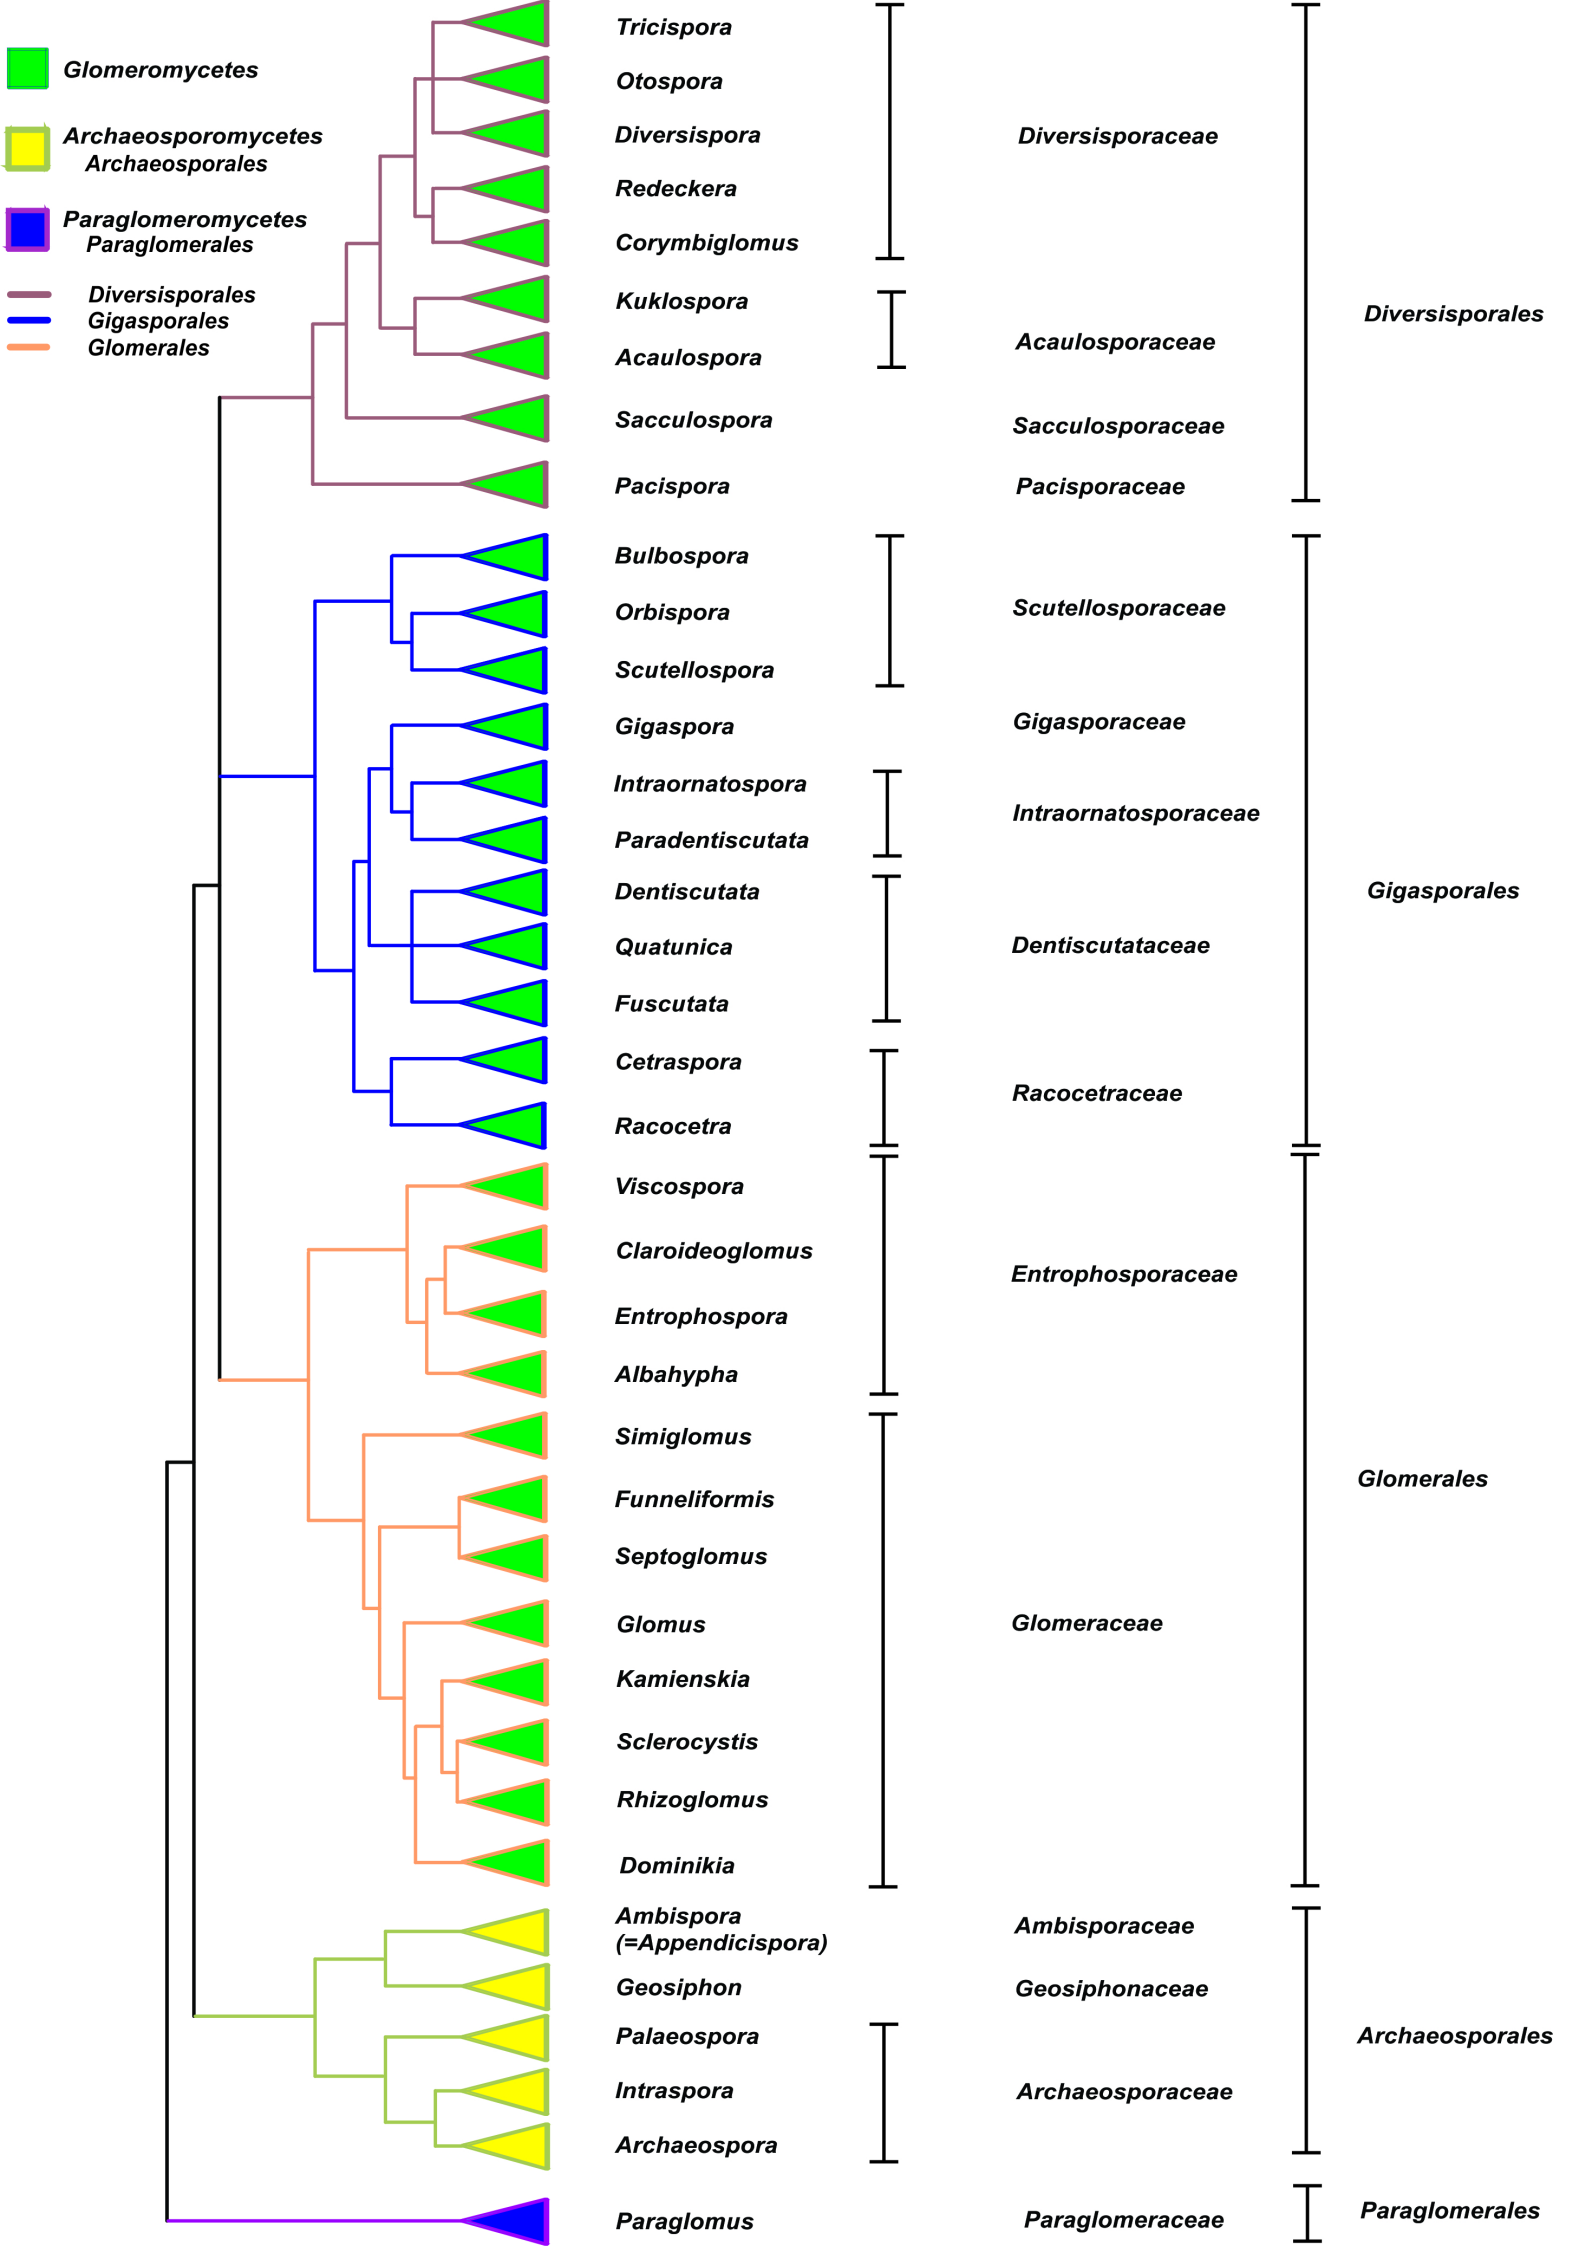 Glomeromycetes
Archaeosporomycetes
Archaeosporales
Paraglomeromycetes
Paraglomerales
Diversisporales
Gigasporales
Glomerales
Tricispora
Otospora
Diversispora
Redeckera
Corymbiglomus
Kuklospora
Acaulospora
Sacculospora
Pacispora
Bulbospora
Orbispora
Scutellospora
Gigaspora
Intraornatospora
Paradentiscutata
Dentiscutata
Quatunica
Fuscutata
Cetraspora
Racocetra
Viscospora
Claroideoglomus
Entrophospora
Albahypha
Simiglomus
Funneliformis
Septoglomus
Glomus
Kamienskia
Sclerocystis
Rhizoglomus
Dominikia
Ambispora
(=Appendicispora)
Geosiphon
Palaeospora
Intraspora
Archaeospora
Paraglomus
Diversisporaceae
Acaulosporaceae
Sacculosporaceae
Pacisporaceae
Scutellosporaceae
Gigasporaceae
Intraornatosporaceae
Dentiscutataceae
Racocetraceae
Entrophosporaceae
Glomeraceae
Ambisporaceae
Geosiphonaceae
Archaeosporaceae
Paraglomeraceae
Diversisporales
Gigasporales
Glomerales
Archaeosporales
Paraglomerales